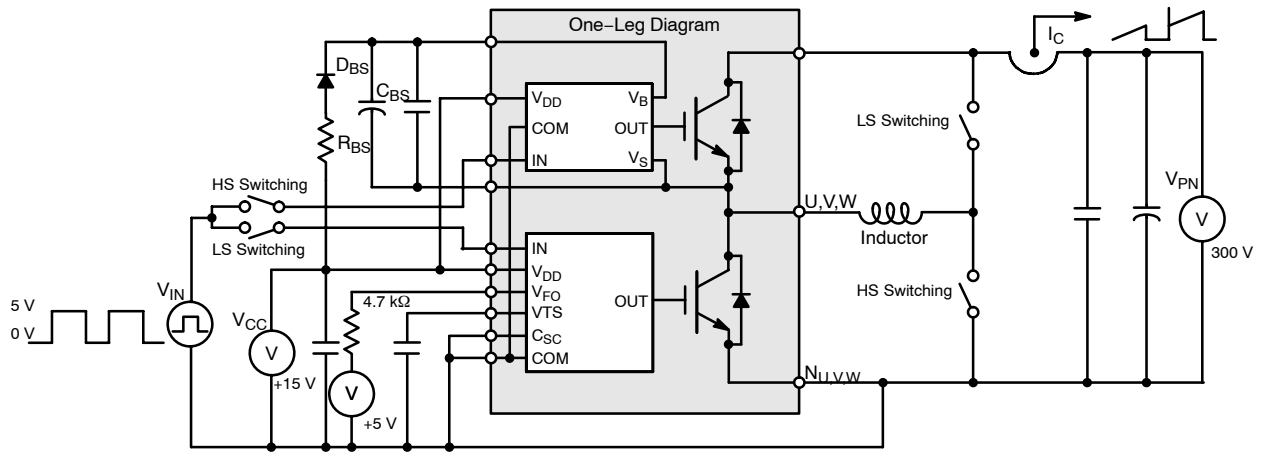 One−Leg Diagram
I_C
D_BS
C_BS
R_BS
V_DD
COM
IN
V_B
OUT
V_S
LS Switching
V_PN
V
300 V
HS Switching
LS Switching
U,V,W
Inductor
HS Switching
IN
V_DD
V_FO
VTS
C_SC
COM
OUT
4.7 kΩ
V_IN
5 V
0 V
V_CC
V
+15 V
V
+5 V
N_U,V,W